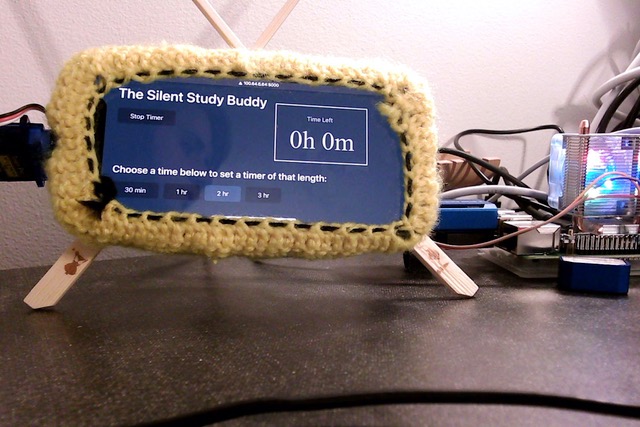 The Silent Study Buddy
Stop Timer
Time Left
0h 0m
Choose a time below to set a timer of that length:
30 min
1 hr
2 hr
3 hr